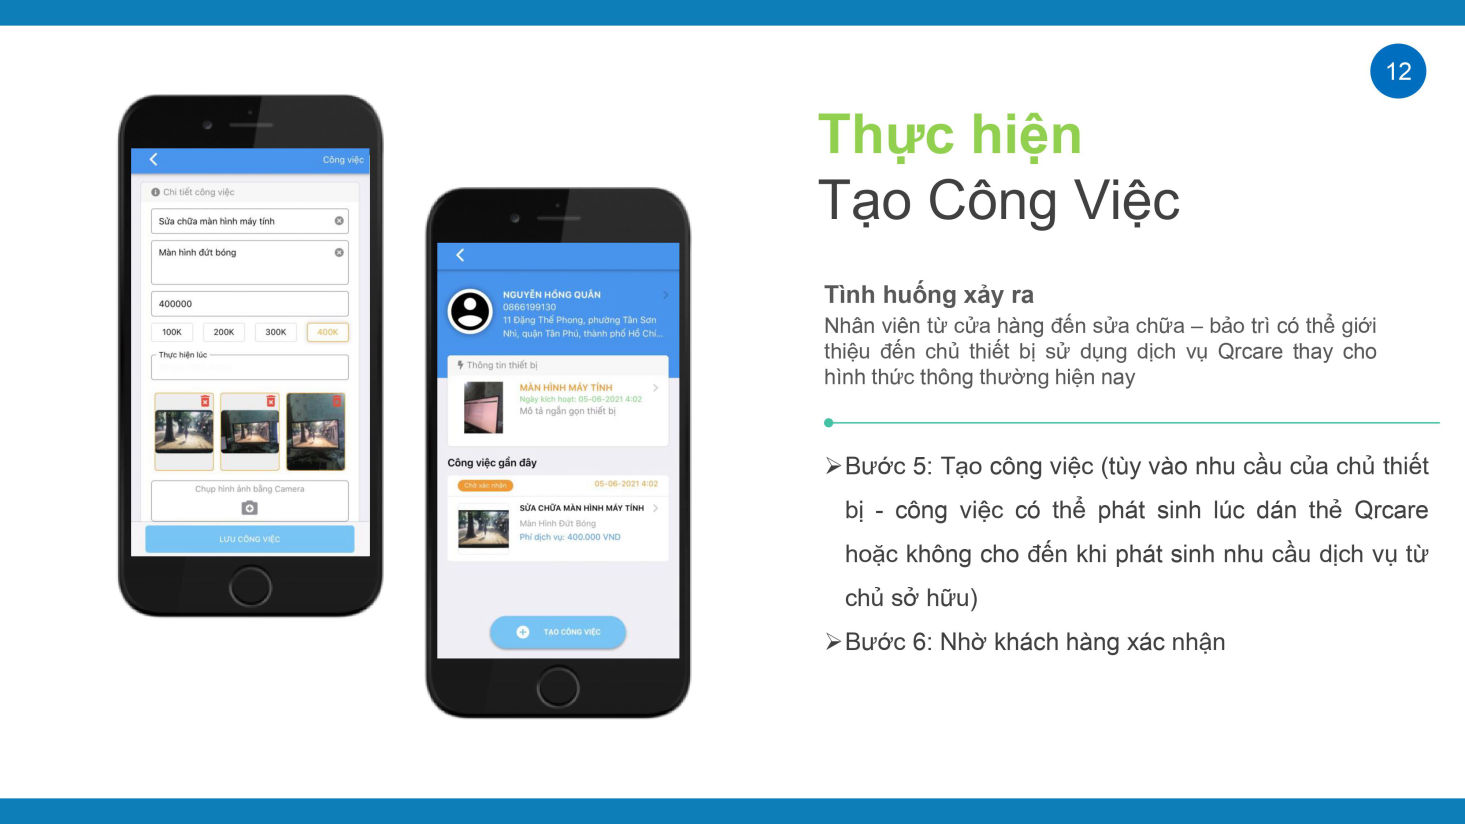 12
Công việc
Chi tiết công việc
Sửa chữa màn hình máy tính
Màn hình đứt bóng
400000
100K
200K
300K
400K
Thực hiện lúc
Chụp hình ảnh bằng Camera
LƯU CÔNG VIỆC
NGUYỄN HỒNG QUÂN
0866199130
11 Đặng Thế Phong, phường Tân Sơn
Nhì, quận Tân Phú, thành phố Hồ Chí...
Thông tin thiết bị
MÀN HÌNH MÁY TÍNH
Ngày kích hoạt: 05-06-2021 4:02
Mô tả ngắn gọn thiết bị
Công việc gần đây
Chờ xác nhận
05-06-2021 4:02
SỬA CHỮA MÀN HÌNH MÁY TÍNH
Màn Hình Đứt Bóng
Phí dịch vụ: 400.000 VND
TẠO CÔNG VIỆC
Thực hiện
Tạo Công Việc
Tình huống xảy ra
Nhân viên từ cửa hàng đến sửa chữa – bảo trì có thể giới
thiệu đến chủ thiết bị sử dụng dịch vụ Qrcare thay cho
hình thức thông thường hiện nay
➢Bước 5: Tạo công việc (tùy vào nhu cầu của chủ thiết
bị - công việc có thể phát sinh lúc dán thẻ Qrcare
hoặc không cho đến khi phát sinh nhu cầu dịch vụ từ
chủ sở hữu)
➢Bước 6: Nhờ khách hàng xác nhận